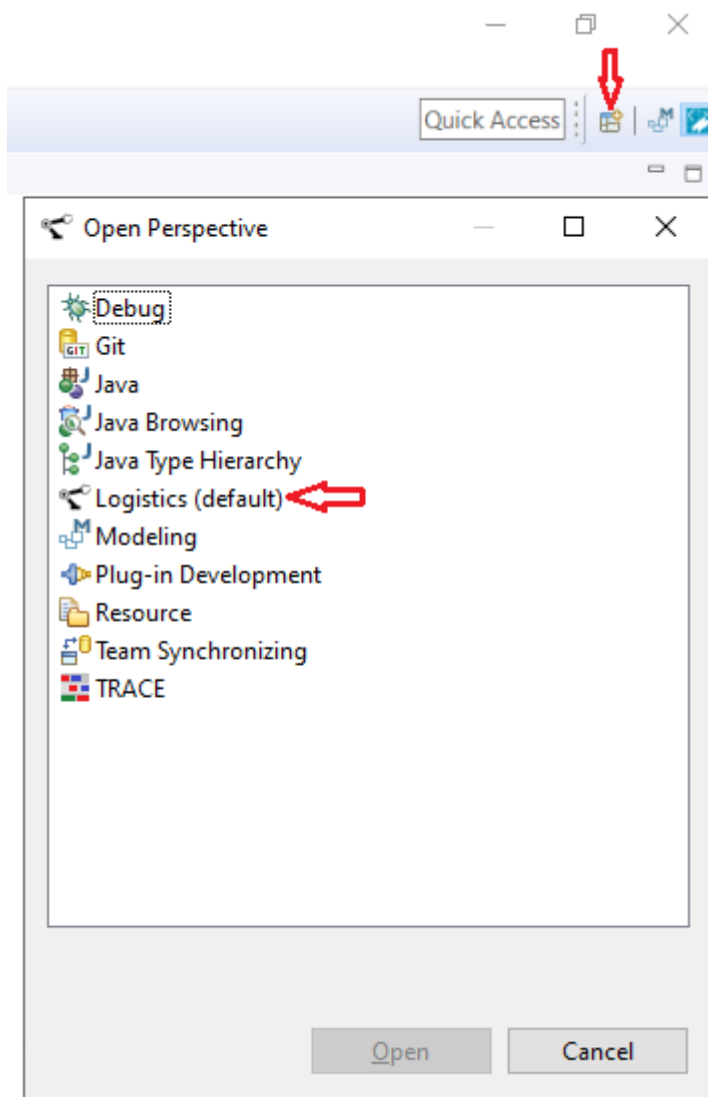 Quick Access
Open Perspective
Debug
GIT Git
Java
Java Browsing
Java Type Hierarchy
Logistics (default)
Modeling
Plug-in Development
Resource
Team Synchronizing
TRACE
Open
Cancel